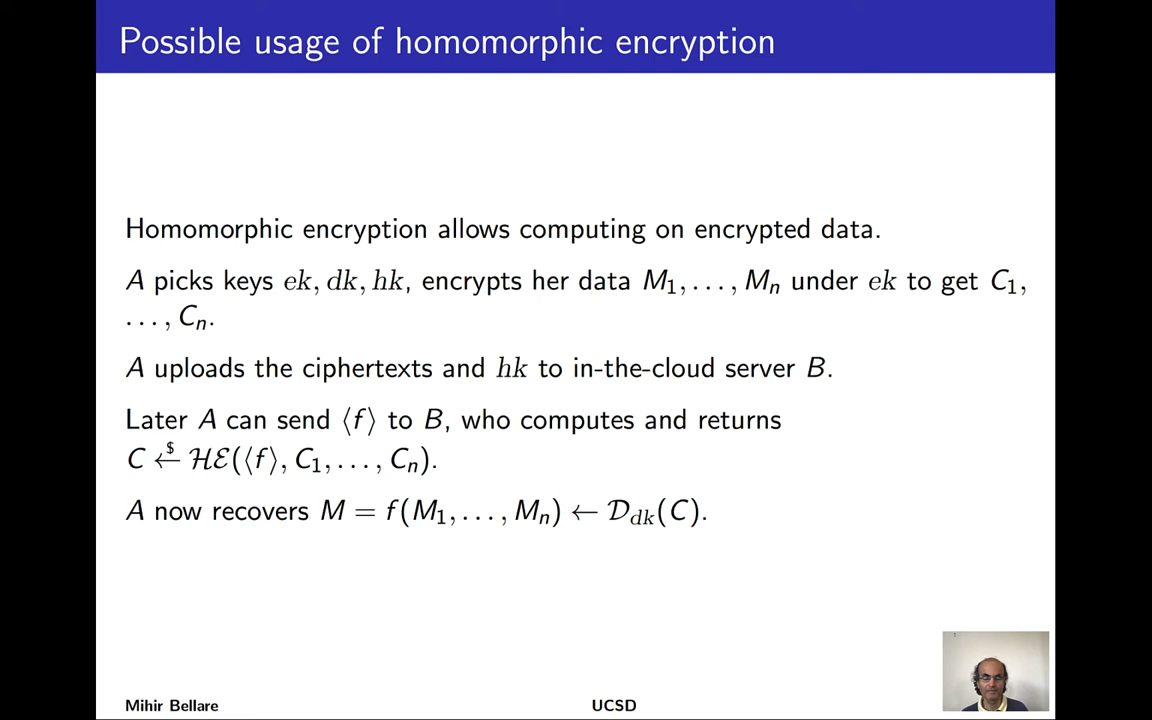 Possible usage of homomorphic encryption
Homomorphic encryption allows computing on encrypted data.
A picks keys ek, dk, hk, encrypts her data M₁, . . . , Mₙ under ek to get C₁,
. . . , Cₙ.
A uploads the ciphertexts and hk to in-the-cloud server B.
Later A can send ⟨f⟩ to B, who computes and returns
C ←$ ℋℰ(⟨f⟩, C₁, . . . , Cₙ).
A now recovers M = f(M₁, . . . , Mₙ) ← 𝒟_dk(C).
Mihir Bellare UCSD